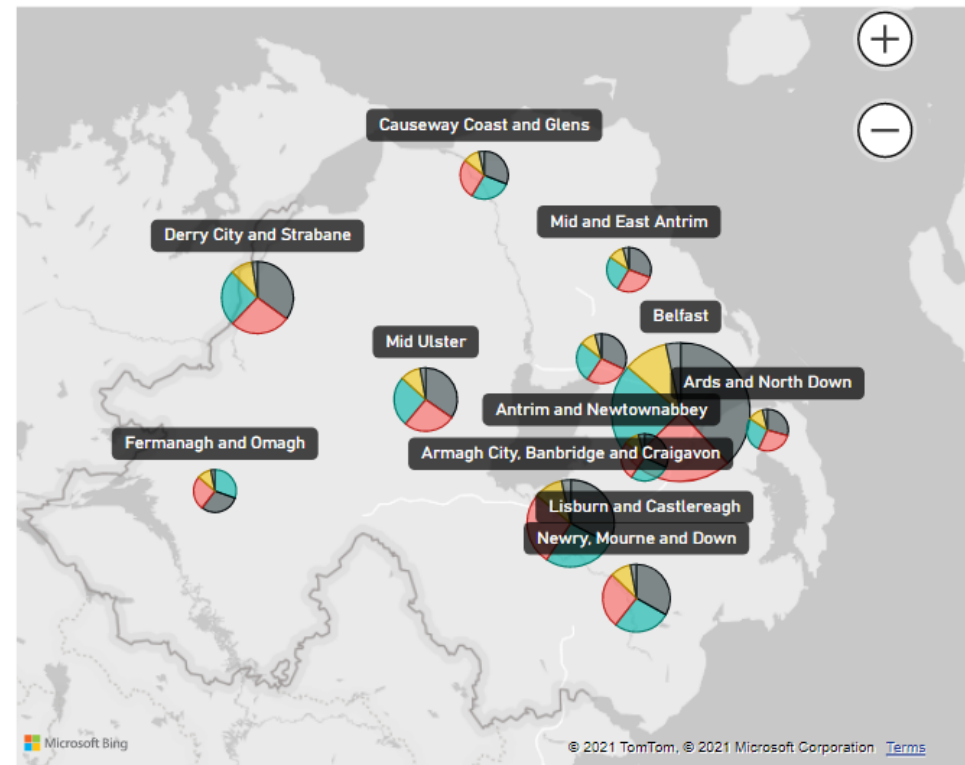 Causeway Coast and Glens
Mid and East Antrim
Derry City and Strabane
Belfast
Mid Ulster
Ards and North Down
Antrim and Newtownabbey
Fermanagh and Omagh
Armagh City, Banbridge and Craigavon
Lisburn and Castlereagh
Newry, Mourne and Down
Microsoft Bing
© 2021 TomTom, © 2021 Microsoft Corporation Terms